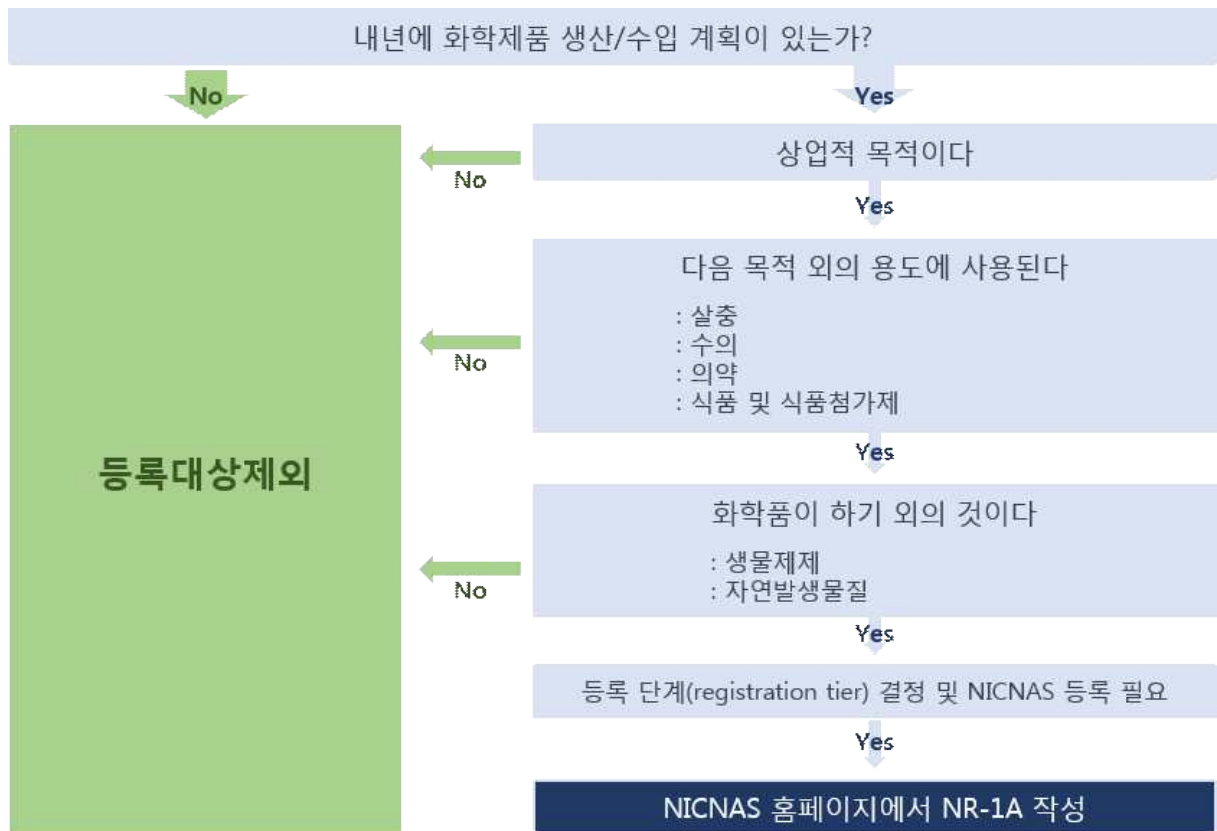 내년에 화학제품 생산/수입 계획이 있는가?
No
Yes
상업적 목적이다
No
Yes
다음 목적 외의 용도에 사용된다
: 살충
: 수의
: 의약
: 식품 및 식품첨가제
No
Yes
등록대상제외
화학품이 하기 외의 것이다
: 생물제제
: 자연발생물질
No
Yes
등록 단계(registration tier) 결정 및 NICNAS 등록 필요
Yes
NICNAS 홈페이지에서 NR-1A 작성